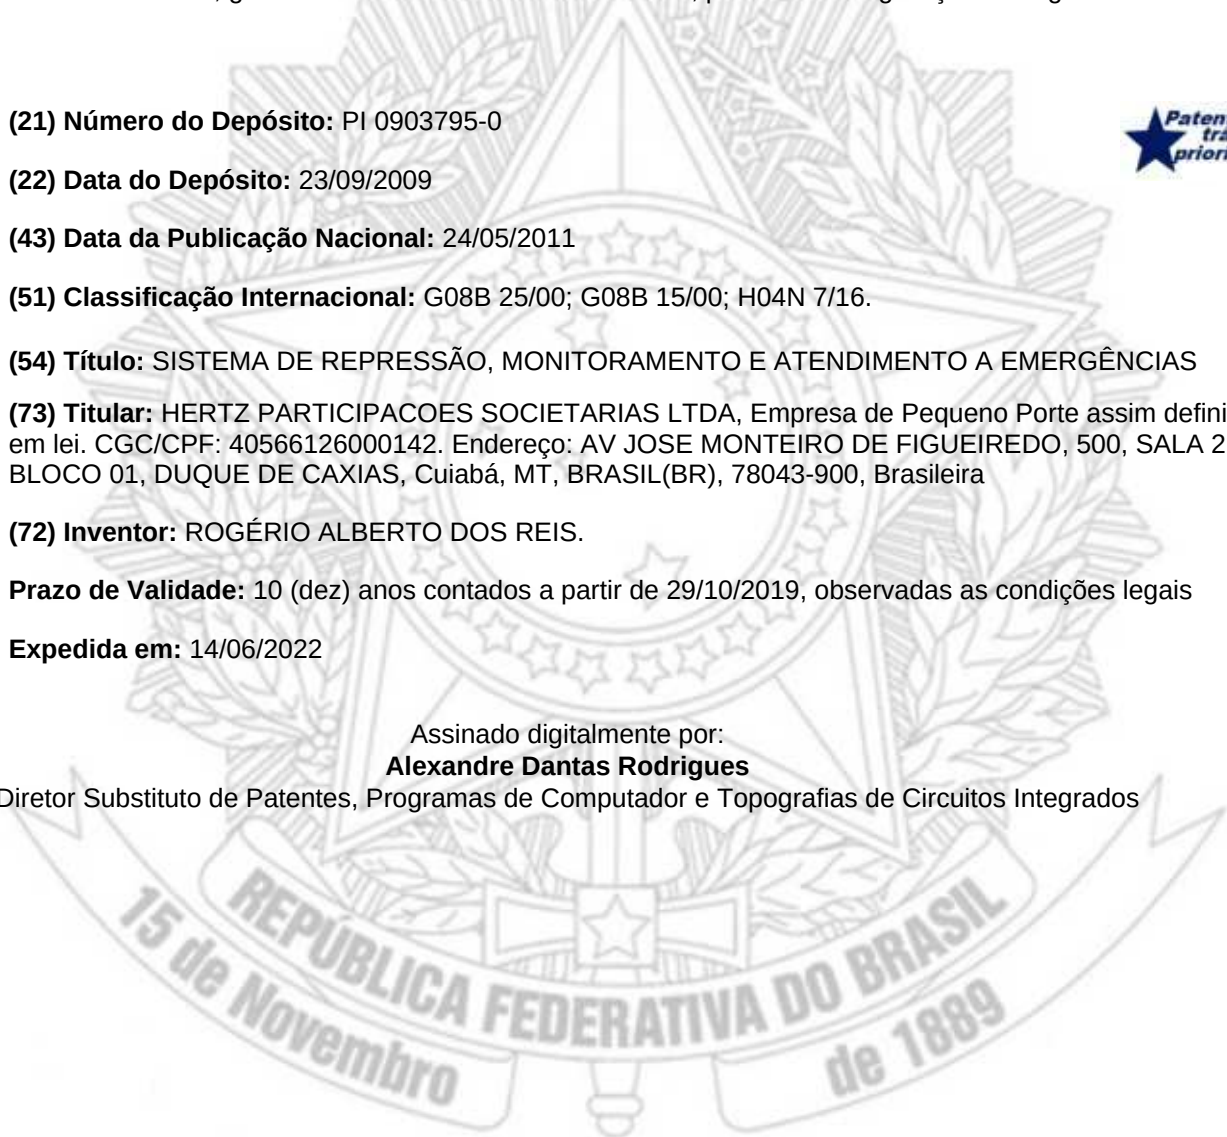 (21) Número do Depósito: PI 0903795-0
(22) Data do Depósito: 23/09/2009
(43) Data da Publicação Nacional: 24/05/2011
(51) Classificação Internacional: G08B 25/00; G08B 15/00; H04N 7/16.
(54) Título: SISTEMA DE REPRESSÃO, MONITORAMENTO E ATENDIMENTO A EMERGÊNCIAS
(73) Titular: HERTZ PARTICIPACOES SOCIETARIAS LTDA, Empresa de Pequeno Porte assim defini
em lei. CGC/CPF: 40566126000142. Endereço: AV JOSE MONTEIRO DE FIGUEIREDO, 500, SALA 2
BLOCO 01, DUQUE DE CAXIAS, Cuiabá, MT, BRASIL(BR), 78043-900, Brasileira
(72) Inventor: ROGÉRIO ALBERTO DOS REIS.
Prazo de Validade: 10 (dez) anos contados a partir de 29/10/2019, observadas as condições legais
Expedida em: 14/06/2022
Assinado digitalmente por:
Alexandre Dantas Rodrigues
Diretor Substituto de Patentes, Programas de Computador e Topografias de Circuitos Integrados
REPÚBLICA FEDERATIVA DO BRASIL
15 de Novembro de 1889